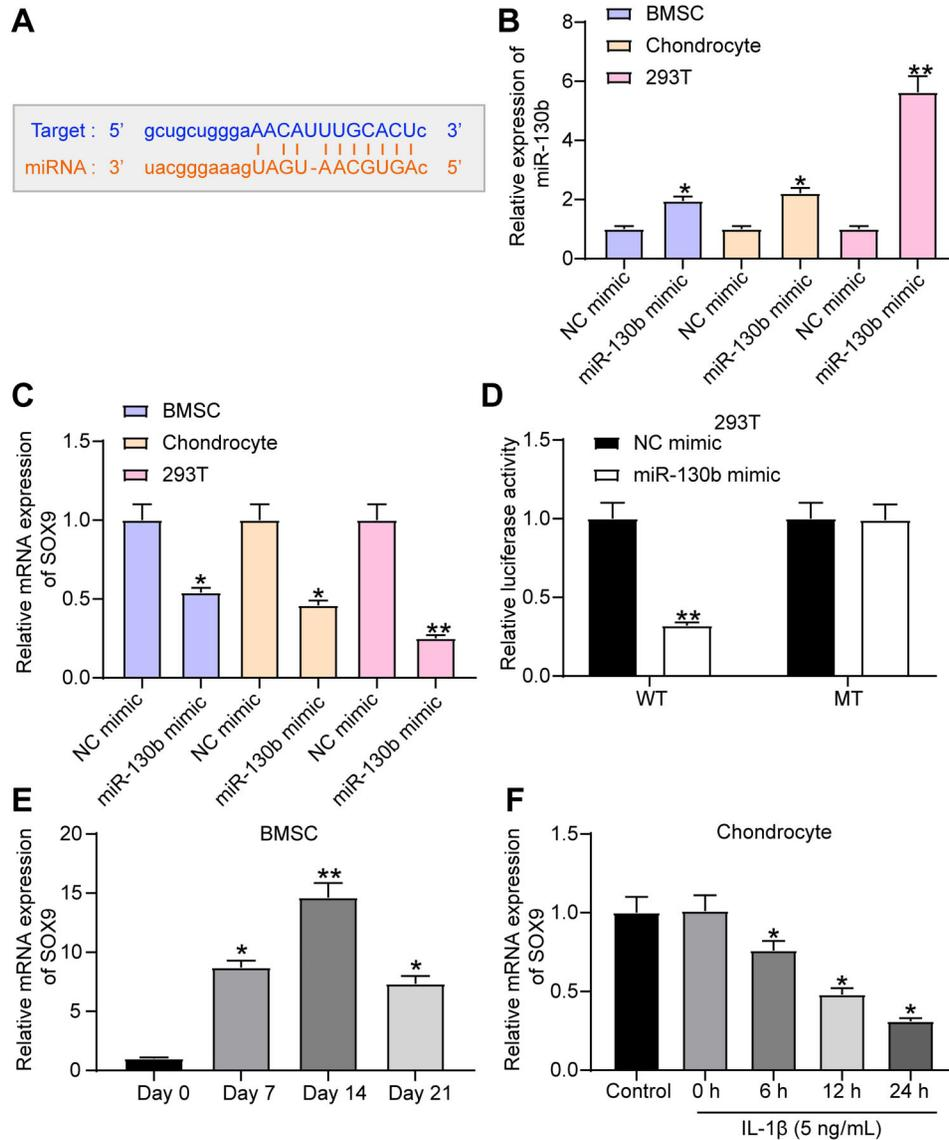 A
Target : 5’ gcugcugggaAACAUUUGCACUc 3’
miRNA : 3’ uacgggaaagUAGU-AACGUGAc 5’
B
BMSC
Chondrocyte
293T
Relative expression of
miR-130b
8
6
4
2
0
*
*
**
NC mimic
miR-130b mimic
NC mimic
miR-130b mimic
NC mimic
miR-130b mimic
C
BMSC
Chondrocyte
293T
Relative mRNA expression
of SOX9
1.5
1.0
0.5
0.0
*
*
**
NC mimic
miR-130b mimic
NC mimic
miR-130b mimic
NC mimic
miR-130b mimic
D
293T
NC mimic
miR-130b mimic
Relative luciferase activity
1.5
1.0
0.5
0.0
**
WT
MT
E
BMSC
Relative mRNA expression
of SOX9
20
15
10
5
0
*
**
*
Day 0 Day 7 Day 14 Day 21
F
Chondrocyte
Relative mRNA expression
of SOX9
1.5
1.0
0.5
0.0
*
*
*
Control 0 h 6 h 12 h 24 h
IL-1β (5 ng/mL)